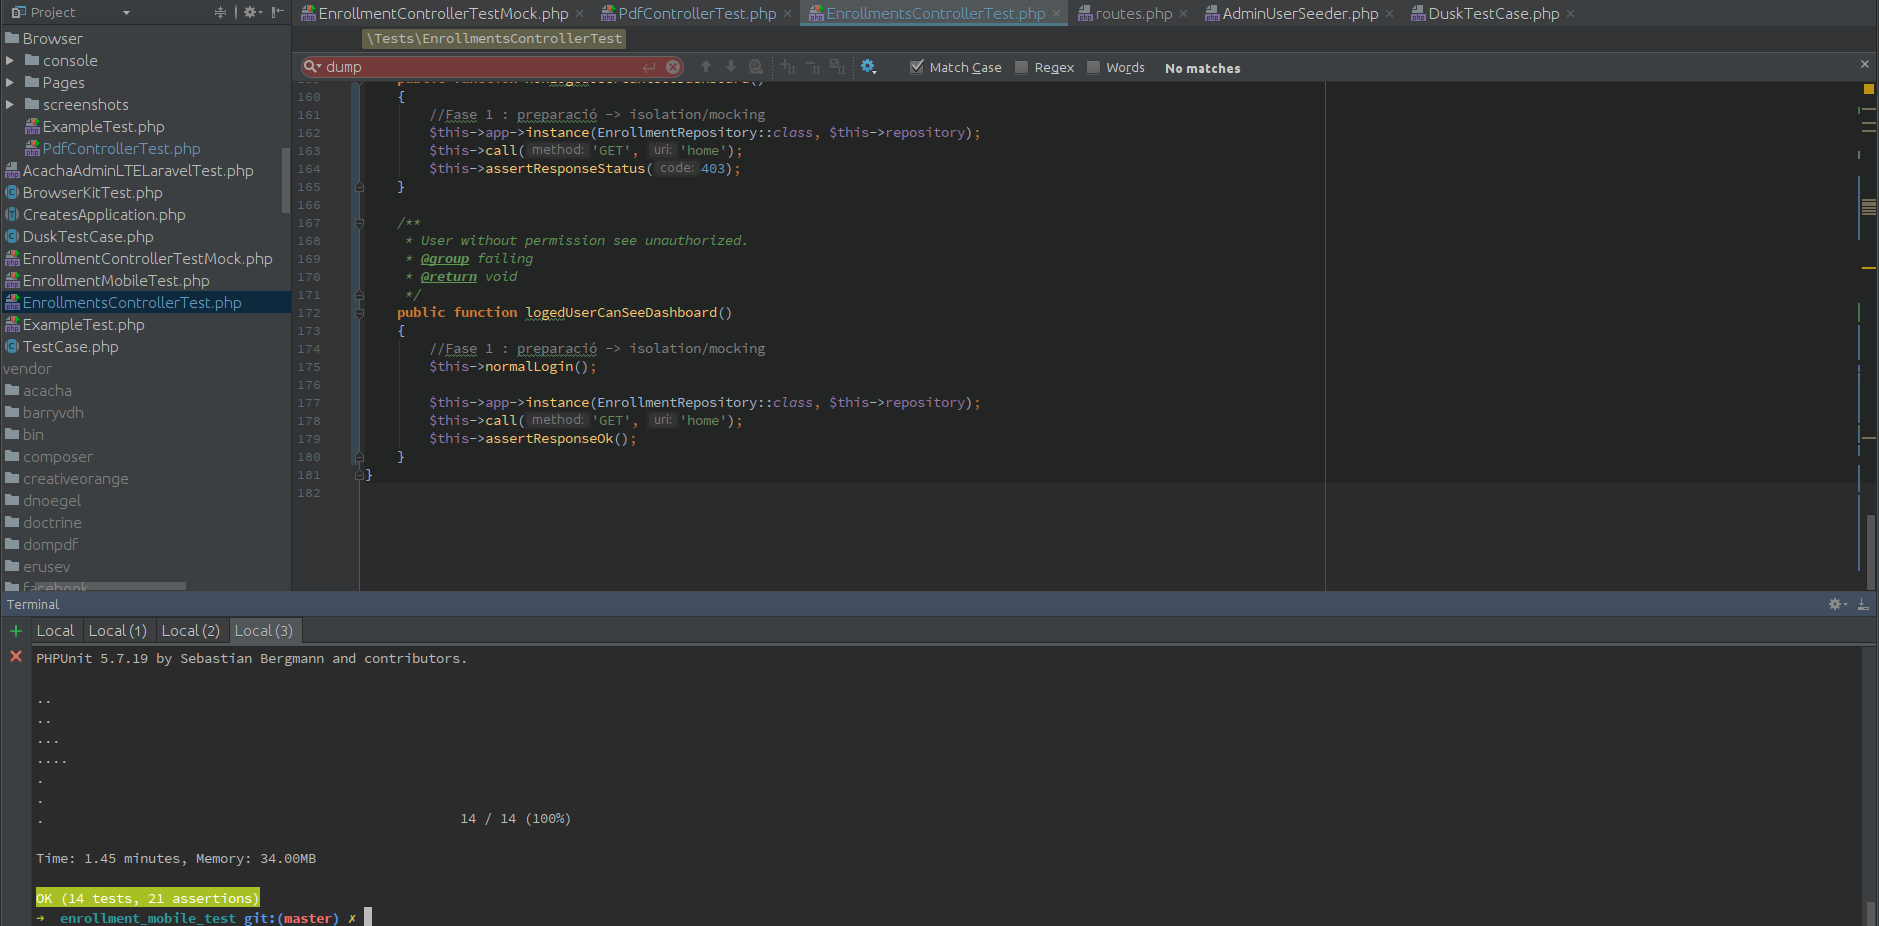 Project
EnrollmentControllerTestMock.php
PdfControllerTest.php
EnrollmentsControllerTest.php
routes.php
AdminUserSeeder.php
DuskTestCase.php
Browser
console
Pages
screenshots
ExampleTest.php
PdfControllerTest.php
AcachaAdminLTELaravelTest.php
BrowserKitTest.php
CreatesApplication.php
DuskTestCase.php
EnrollmentControllerTestMock.php
EnrollmentMobileTest.php
EnrollmentsControllerTest.php
ExampleTest.php
TestCase.php
vendor
acacha
barryvdh
bin
composer
creativeorange
dnoegel
doctrine
dompdf
erusev
facebook
\Tests\EnrollmentsControllerTest
dump
Match Case
Regex
Words
No matches
160 {
161 //Fase 1 : preparació -> isolation/mocking
162 $this->app->instance(EnrollmentRepository::class, $this->repository);
163 $this->call( method: 'GET', uri: 'home');
164 $this->assertResponseStatus( code: 403);
165 }
166
167 /**
168 * User without permission see unauthorized.
169 * @group failing
170 * @return void
171 */
172 public function logedUserCanSeeDashboard()
173 {
174 //Fase 1 : preparació -> isolation/mocking
175 $this->normalLogin();
176
177 $this->app->instance(EnrollmentRepository::class, $this->repository);
178 $this->call( method: 'GET', uri: 'home');
179 $this->assertResponseOk();
180 }
181 }
182
Terminal
Local
Local (1)
Local (2)
Local (3)
PHPUnit 5.7.19 by Sebastian Bergmann and contributors.
..
..
...
....
.
.
. 14 / 14 (100%)
Time: 1.45 minutes, Memory: 34.00MB
OK (14 tests, 21 assertions)
→ enrollment_mobile_test git:(master) ✗